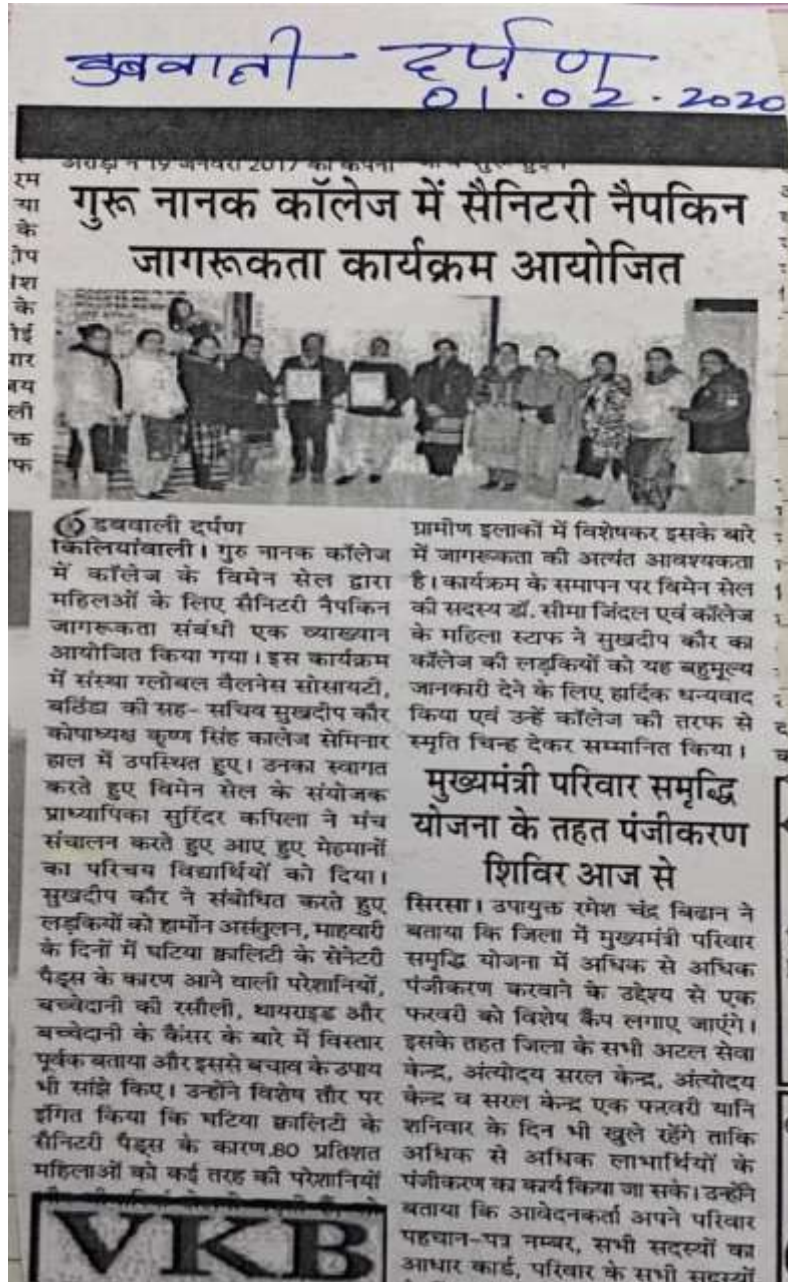 डबवाली दर्पण
01.02.2020
अरोड़ा ने 19 जनवरी 2017 को कंपनी
रम
या
के
रोप
पेश
के
ोई
पार
नय
ली
क्त
फ
गुरू नानक कॉलेज में सैनिटरी नैपकिन
जागरूकता कार्यक्रम आयोजित
डबवाली दर्पण
किलियांवाली। गुरु नानक कॉलेज
में कॉलेज के विमेन सेल द्वारा
महिलओं के लिए सैनिटरी नैपकिन
जागरूकता संबंधी एक व्याख्यान
आयोजित किया गया। इस कार्यक्रम
में संस्था ग्लोबल वैलनेस सोसायटी,
बठिंडा की सह- सचिव सुखदीप कौर
कोषाध्यक्ष कृष्ण सिंह कालेज सेमिनार
हाल में उपस्थित हुए। उनका स्वागत
करते हुए विमेन सेल के संयोजक
प्राध्यापिका सुरिंदर कपिला ने मंच
संचालन करते हुए आए हुए मेहमानों
का परिचय विद्यार्थियों को दिया।
सुखदीप कौर ने संबोधित करते हुए
लड़कियों को हार्मोन असंतुलन, माहवारी
के दिनों में घटिया क्वालिटी के सेनेटरी
पैड्स के कारण आने वाली परेशानियों,
बच्चेदानी की रसौली, थायराइड और
बच्चेदानी के कैंसर के बारे में विस्तार
पूर्वक बताया और इससे बचाव के उपाय
भी सांझे किए। उन्होंने विशेष तौर पर
इंगित किया कि घटिया क्वालिटी के
सैनिटरी पैड्स के कारण.80 प्रतिशत
महिलाओं को कई तरह की परेशानियों
ग्रामीण इलाकों में विशेषकर इसके बारे
में जागरूकता की अत्यंत आवश्यकता
है। कार्यक्रम के समापन पर विमेन सेल
की सदस्य डॉ. सीमा जिंदल एवं कॉलेज
के महिला स्टाफ ने सुखदीप कौर का
कॉलेज की लड़कियों को यह बहुमूल्य
जानकारी देने के लिए हार्दिक धन्यवाद
किया एवं उन्हें कॉलेज की तरफ से
स्मृति चिन्ह देकर सम्मानित किया।
मुख्यमंत्री परिवार समृद्धि
योजना के तहत पंजीकरण
शिविर आज से
सिरसा। उपायुक्त रमेश चंद्र बिढान ने
बताया कि जिला में मुख्यमंत्री परिवार
समृद्धि योजना में अधिक से अधिक
पंजीकरण करवाने के उद्देश्य से एक
फरवरी को विशेष कैंप लगाए जाएंगे।
इसके तहत जिला के सभी अटल सेवा
केन्द्र, अंत्योदय सरल केन्द्र, अंत्योदय
केन्द्र व सरल केन्द्र एक फरवरी यानि
शनिवार के दिन भी खुले रहेंगे ताकि
अधिक से अधिक लाभार्थियों के
पंजीकरण का कार्य किया जा सके। उन्होंने
बताया कि आवेदनकर्ता अपने परिवार
पहचान-पत्र नम्बर, सभी सदस्यों का
आधार कार्ड, परिवार के सभी सदस्यों
VKB